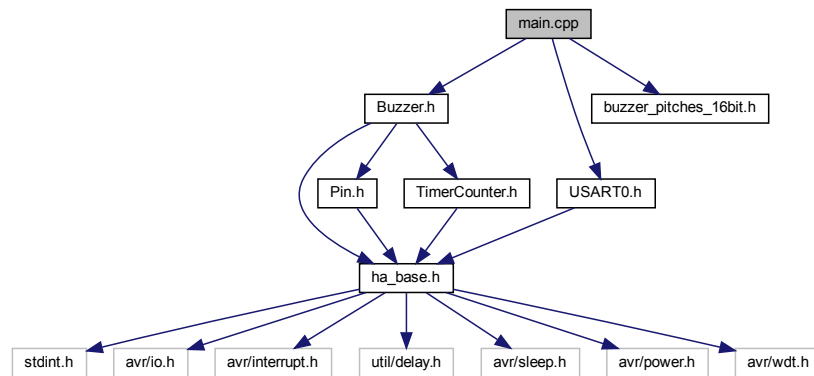 main.cpp
Buzzer.h
buzzer_pitches_16bit.h
Pin.h
TimerCounter.h
USART0.h
ha_base.h
stdint.h
avr/io.h
avr/interrupt.h
util/delay.h
avr/sleep.h
avr/power.h
avr/wdt.h